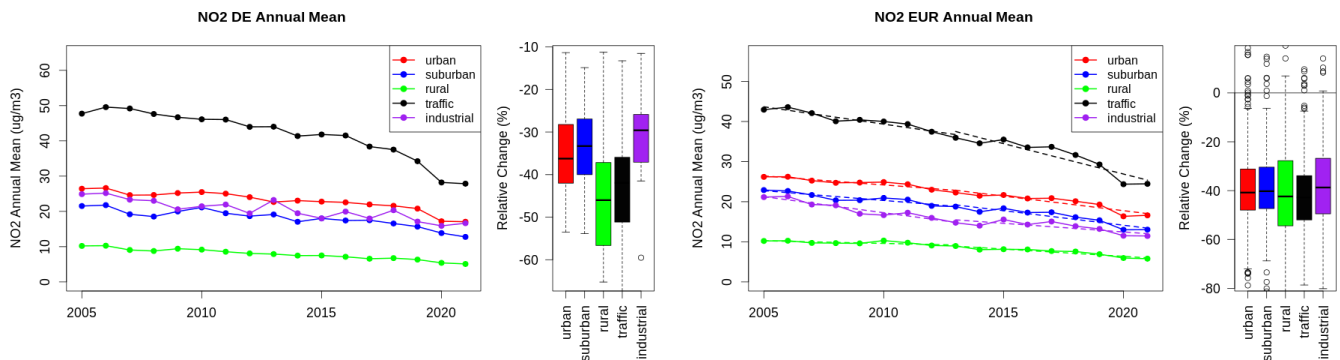 NO2 DE Annual Mean
NO2 Annual Mean (ug/m3)
60
50
40
30
20
10
0
2005 2010 2015 2020
urban
suburban
rural
traffic
industrial
Relative Change (%)
-10
-30
-50
-60
urban
suburban
rural
traffic
industrial
NO2 EUR Annual Mean
NO2 Annual Mean (ug/m3)
50
40
30
20
10
0
2005 2010 2015 2020
urban
suburban
rural
traffic
industrial
Relative Change (%)
0
-20
-40
-60
-80
urban
suburban
rural
traffic
industrial